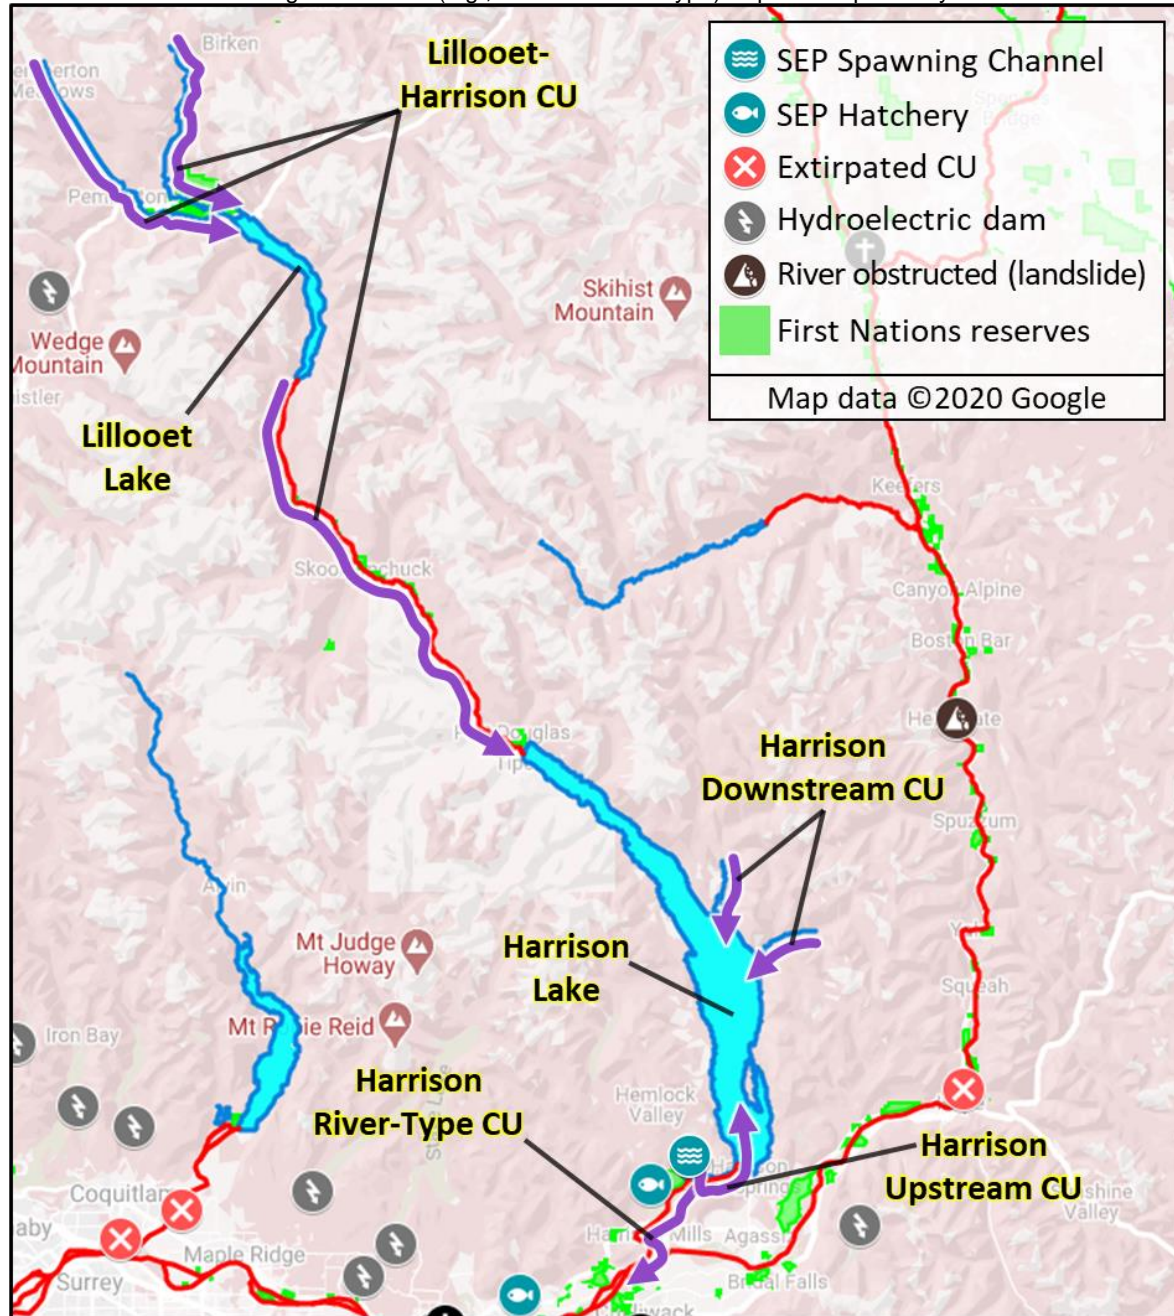 Birken
Lillooet-
Harrison CU
SEP Spawning Channel
SEP Hatchery
Extirpated CU
Hydroelectric dam
River obstructed (landslide)
First Nations reserves
Map data ©2020 Google
Skihist
Mountain
Wedge
Mountain
Lillooet
Lake
Keefers
Canyon Alpine
Boston Bar
Harrison
Downstream CU
Spuzzum
Mt Judge
Howay
Harrison
Lake
Squeah
Iron Bay
Harrison
River-Type CU
Hemlock
Valley
Harrison
Upstream CU
Coquitlam
Mills
Agassiz
Maple Ridge
Surrey
Bridal Falls